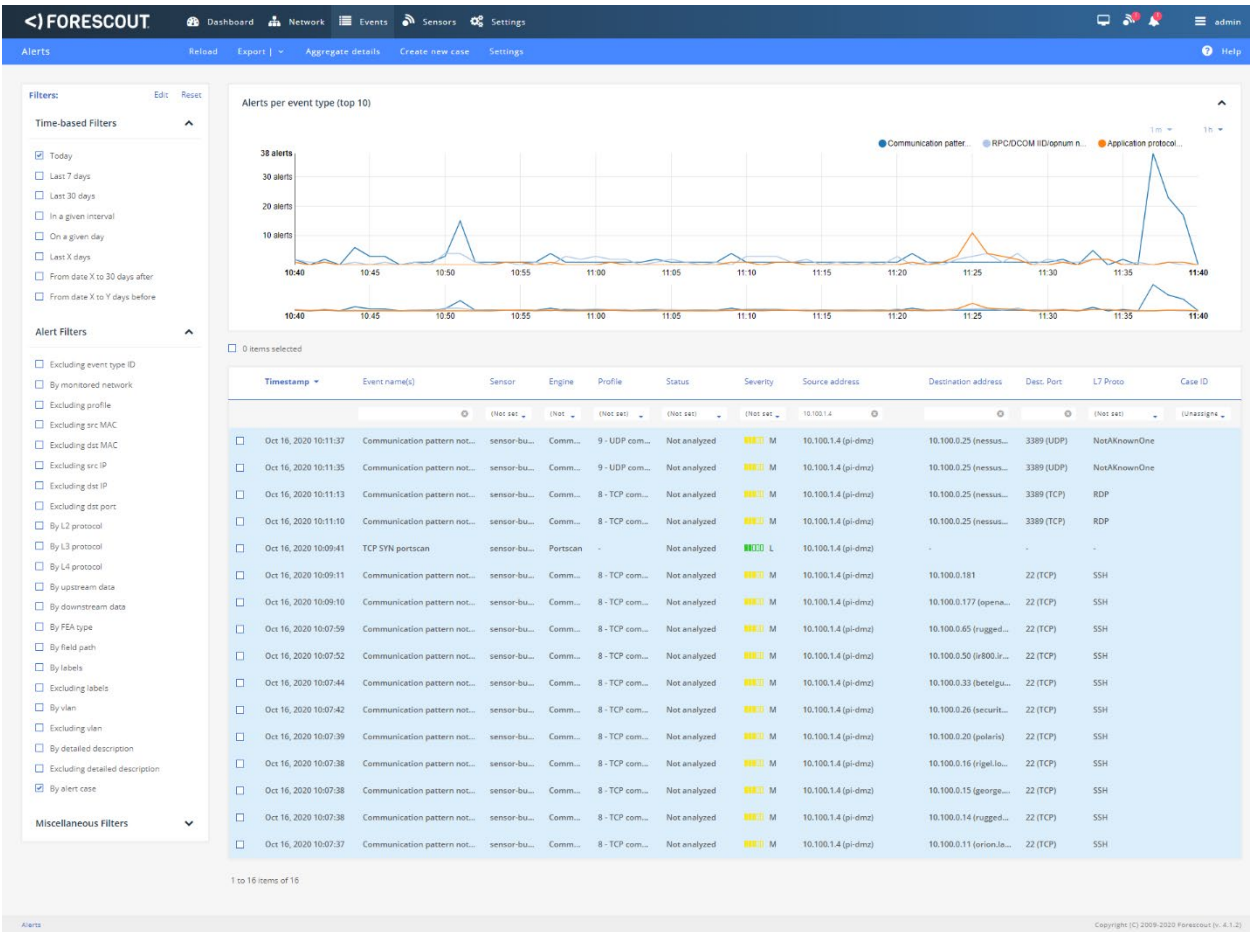 <) FORESCOUT. Dashboard Network Events Sensors Settings admin
Alerts Reload Export | Aggregate details Create new case Settings Help
Filters: Edit Reset
Time-based Filters
Today
Last 7 days
Last 30 days
In a given interval
On a given day
Last X days
From date X to 30 days after
From date X to Y days before
Alert Filters
Excluding event type ID
By monitored network
Excluding profile
Excluding src MAC
Excluding dst MAC
Excluding src IP
Excluding dst IP
Excluding dst port
By L2 protocol
By L3 protocol
By L4 protocol
By upstream data
By downstream data
By FEA type
By field path
By labels
Excluding labels
By vlan
Excluding vlan
By detailed description
Excluding detailed description
By alert case
Miscellaneous Filters
Alerts per event type (top 10)
1m 1h
Communication patter... RPC/DCOM IID/opnum n... Application protocol...
38 alerts
30 alerts
20 alerts
10 alerts
10:40 10:45 10:50 10:55 11:00 11:05 11:10 11:15 11:20 11:25 11:30 11:35 11:40
10:40 10:45 10:50 10:55 11:00 11:05 11:10 11:15 11:20 11:25 11:30 11:35 11:40
0 items selected
Timestamp Event name(s) Sensor Engine Profile Status Severity Source address Destination address Dest. Port L7 Proto Case ID
(Not set (Not (Not set) (Not set) (Not set 10.100.1.4 (Not set) (Unassigne
Oct 16, 2020 10:11:37 Communication pattern not... sensor-bu... Comm... 9 - UDP com... Not analyzed M 10.100.1.4 (pi-dmz) 10.100.0.25 (nessus... 3389 (UDP) NotAKnownOne
Oct 16, 2020 10:11:35 Communication pattern not... sensor-bu... Comm... 9 - UDP com... Not analyzed M 10.100.1.4 (pi-dmz) 10.100.0.25 (nessus... 3389 (UDP) NotAKnownOne
Oct 16, 2020 10:11:13 Communication pattern not... sensor-bu... Comm... 8 - TCP com... Not analyzed M 10.100.1.4 (pi-dmz) 10.100.0.25 (nessus... 3389 (TCP) RDP
Oct 16, 2020 10:11:10 Communication pattern not... sensor-bu... Comm... 8 - TCP com... Not analyzed M 10.100.1.4 (pi-dmz) 10.100.0.25 (nessus... 3389 (TCP) RDP
Oct 16, 2020 10:09:41 TCP SYN portscan sensor-bu... Portscan - Not analyzed L 10.100.1.4 (pi-dmz) - - -
Oct 16, 2020 10:09:11 Communication pattern not... sensor-bu... Comm... 8 - TCP com... Not analyzed M 10.100.1.4 (pi-dmz) 10.100.0.181 22 (TCP) SSH
Oct 16, 2020 10:09:10 Communication pattern not... sensor-bu... Comm... 8 - TCP com... Not analyzed M 10.100.1.4 (pi-dmz) 10.100.0.177 (opena... 22 (TCP) SSH
Oct 16, 2020 10:07:59 Communication pattern not... sensor-bu... Comm... 8 - TCP com... Not analyzed M 10.100.1.4 (pi-dmz) 10.100.0.65 (rugged... 22 (TCP) SSH
Oct 16, 2020 10:07:52 Communication pattern not... sensor-bu... Comm... 8 - TCP com... Not analyzed M 10.100.1.4 (pi-dmz) 10.100.0.50 (ir800.ir... 22 (TCP) SSH
Oct 16, 2020 10:07:44 Communication pattern not... sensor-bu... Comm... 8 - TCP com... Not analyzed M 10.100.1.4 (pi-dmz) 10.100.0.33 (betelgu... 22 (TCP) SSH
Oct 16, 2020 10:07:42 Communication pattern not... sensor-bu... Comm... 8 - TCP com... Not analyzed M 10.100.1.4 (pi-dmz) 10.100.0.26 (securit... 22 (TCP) SSH
Oct 16, 2020 10:07:39 Communication pattern not... sensor-bu... Comm... 8 - TCP com... Not analyzed M 10.100.1.4 (pi-dmz) 10.100.0.20 (polaris) 22 (TCP) SSH
Oct 16, 2020 10:07:38 Communication pattern not... sensor-bu... Comm... 8 - TCP com... Not analyzed M 10.100.1.4 (pi-dmz) 10.100.0.16 (rigel.lo... 22 (TCP) SSH
Oct 16, 2020 10:07:38 Communication pattern not... sensor-bu... Comm... 8 - TCP com... Not analyzed M 10.100.1.4 (pi-dmz) 10.100.0.15 (george.... 22 (TCP) SSH
Oct 16, 2020 10:07:38 Communication pattern not... sensor-bu... Comm... 8 - TCP com... Not analyzed M 10.100.1.4 (pi-dmz) 10.100.0.14 (rugged... 22 (TCP) SSH
Oct 16, 2020 10:07:37 Communication pattern not... sensor-bu... Comm... 8 - TCP com... Not analyzed M 10.100.1.4 (pi-dmz) 10.100.0.11 (orion.la... 22 (TCP) SSH
1 to 16 items of 16
Alerts Copyright (C) 2009-2020 Forescout (v. 4.1.2)